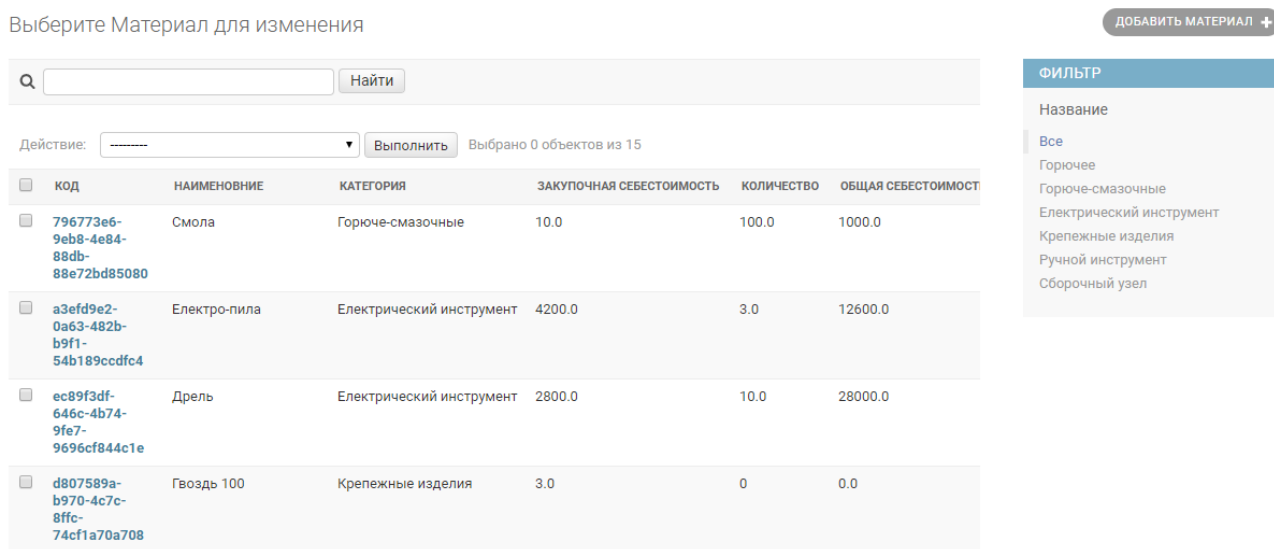 Выберите Материал для изменения
ДОБАВИТЬ МАТЕРИАЛ +
Найти
Действие: --------- Выполнить Выбрано 0 объектов из 15
КОД НАИМЕНОВНИЕ КАТЕГОРИЯ ЗАКУПОЧНАЯ СЕБЕСТОИМОСТЬ КОЛИЧЕСТВО ОБЩАЯ СЕБЕСТОИМОСТ
796773e6- Смола Горюче-смазочные 10.0 100.0 1000.0
9eb8-4e84-
88db-
88e72bd85080
a3efd9e2- Електро-пила Електрический инструмент 4200.0 3.0 12600.0
0a63-482b-
b9f1-
54b189ccdfc4
ec89f3df- Дрель Електрический инструмент 2800.0 10.0 28000.0
646c-4b74-
9fe7-
9696cf844c1e
d807589a- Гвоздь 100 Крепежные изделия 3.0 0 0.0
b970-4c7c-
8ffc-
74cf1a70a708
ФИЛЬТР
Название
Все
Горючее
Горюче-смазочные
Електрический инструмент
Крепежные изделия
Ручной инструмент
Сборочный узел